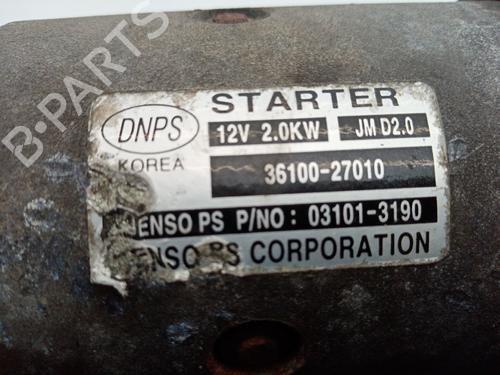 B-PARTS
STARTER
DNPS
12V 2.0KW
JM D2.0
KOREA
36100-27010
ENSO PS P/NO: 03101-3190
ENSO PS CORPORATION